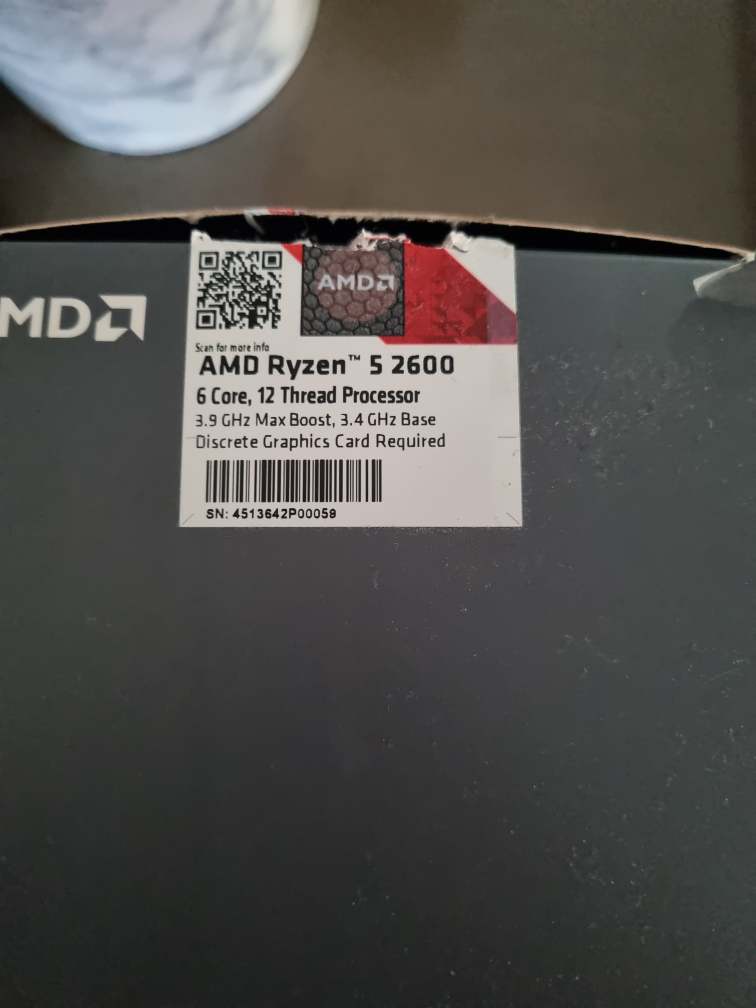 AMD
Scan for more info
AMD Ryzen™ 5 2600
6 Core, 12 Thread Processor
3.9 GHz Max Boost, 3.4 GHz Base
Discrete Graphics Card Required
SN: 4513642P00059
MD